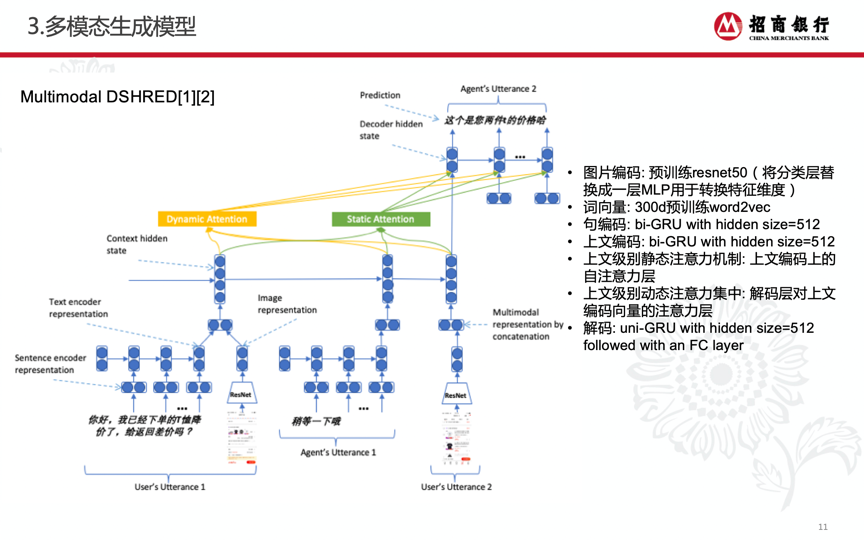 3.多模态生成模型
招商银行
CHINA MERCHANTS BANK
Multimodal DSHRED[1][2]
Prediction
Agent's Utterance 2
这个是您两件t的价格哈
Decoder hidden
state
...
Dynamic Attention
Static Attention
Context hidden
state
Text encoder
representation
Image
representation
Multimodal
representation by
concatenation
Sentence encoder
representation
ResNet
ResNet
...
...
你好，我已经下单的T恤降
价了，给返回差价吗？
稍等一下哦
Agent's Utterance 1
User's Utterance 1
User's Utterance 2
• 图片编码: 预训练resnet50（将分类层替
换成一层MLP用于转换特征维度）
• 词向量: 300d预训练word2vec
• 句编码: bi-GRU with hidden size=512
• 上文编码: bi-GRU with hidden size=512
• 上文级别静态注意力机制: 上文编码上的
自注意力层
• 上文级别动态注意力集中: 解码层对上文
编码向量的注意力层
• 解码: uni-GRU with hidden size=512
followed with an FC layer
11